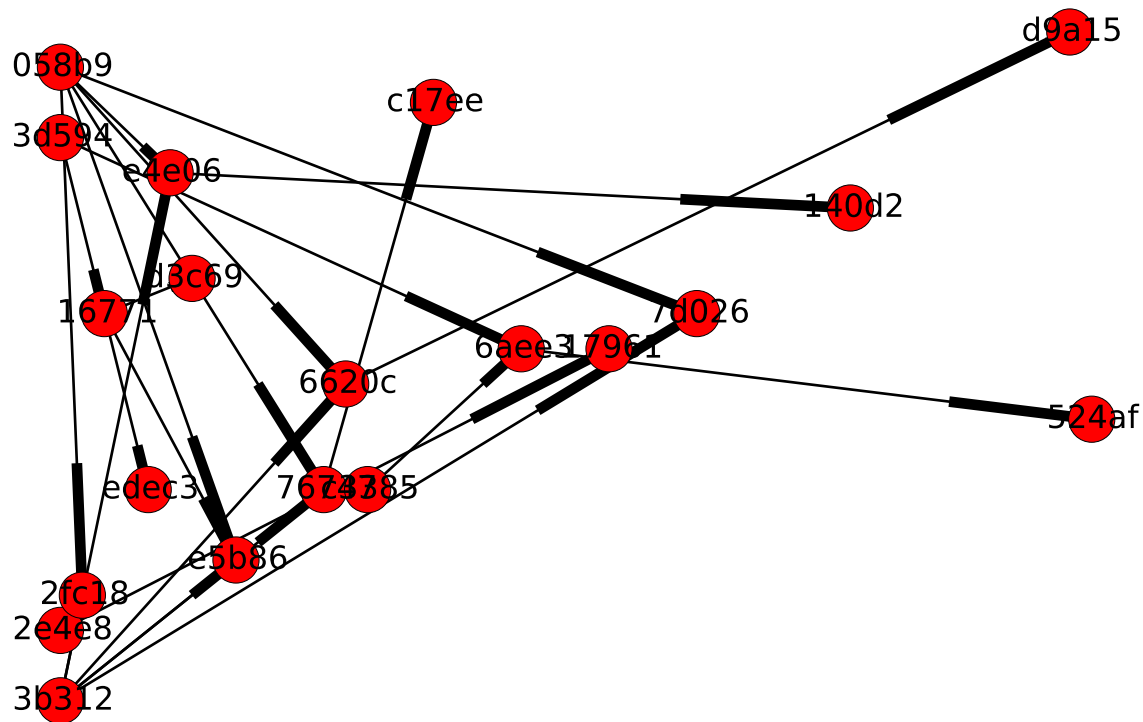 d9a15
058b9
c17ee
3d594
e4e06
140d2
d3c69
16771
7d026
6aee3
17961
6620c
524af
edec3
e5b86
2fc18
2e4e8
3b312